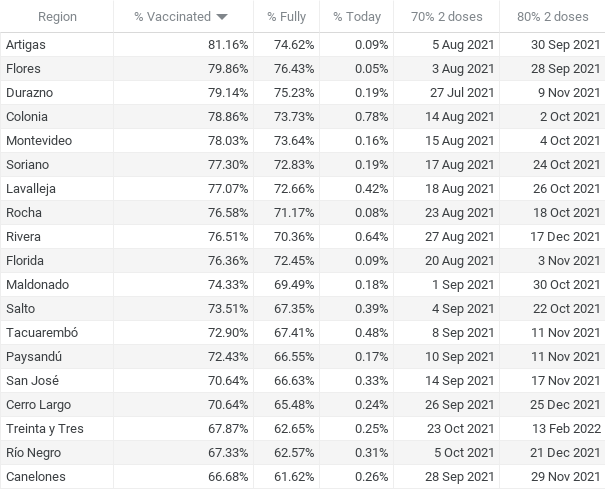 Region % Vaccinated % Fully % Today 70% 2 doses 80% 2 doses
Artigas 81.16% 74.62% 0.09% 5 Aug 2021 30 Sep 2021
Flores 79.86% 76.43% 0.05% 3 Aug 2021 28 Sep 2021
Durazno 79.14% 75.23% 0.19% 27 Jul 2021 9 Nov 2021
Colonia 78.86% 73.73% 0.78% 14 Aug 2021 2 Oct 2021
Montevideo 78.03% 73.64% 0.16% 15 Aug 2021 4 Oct 2021
Soriano 77.30% 72.83% 0.19% 17 Aug 2021 24 Oct 2021
Lavalleja 77.07% 72.66% 0.42% 18 Aug 2021 26 Oct 2021
Rocha 76.58% 71.17% 0.08% 23 Aug 2021 18 Oct 2021
Rivera 76.51% 70.36% 0.64% 27 Aug 2021 17 Dec 2021
Florida 76.36% 72.45% 0.09% 20 Aug 2021 3 Nov 2021
Maldonado 74.33% 69.49% 0.18% 1 Sep 2021 30 Oct 2021
Salto 73.51% 67.35% 0.39% 4 Sep 2021 22 Oct 2021
Tacuarembó 72.90% 67.41% 0.48% 8 Sep 2021 11 Nov 2021
Paysandú 72.43% 66.55% 0.17% 10 Sep 2021 11 Nov 2021
San José 70.64% 66.63% 0.33% 14 Sep 2021 17 Nov 2021
Cerro Largo 70.64% 65.48% 0.24% 26 Sep 2021 25 Dec 2021
Treinta y Tres 67.87% 62.65% 0.25% 23 Oct 2021 13 Feb 2022
Río Negro 67.33% 62.57% 0.31% 5 Oct 2021 21 Dec 2021
Canelones 66.68% 61.62% 0.26% 28 Sep 2021 29 Nov 2021